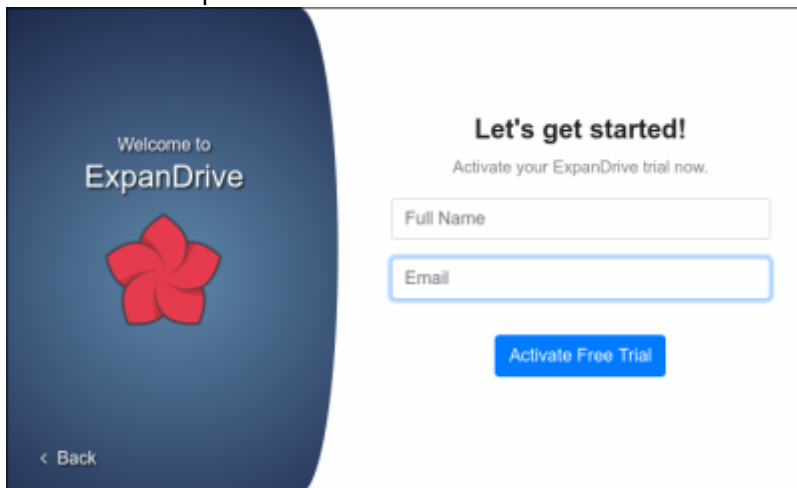 Welcome to
ExpanDrive
< Back
Let's get started!
Activate your ExpanDrive trial now.
Full Name
Email
Activate Free Trial